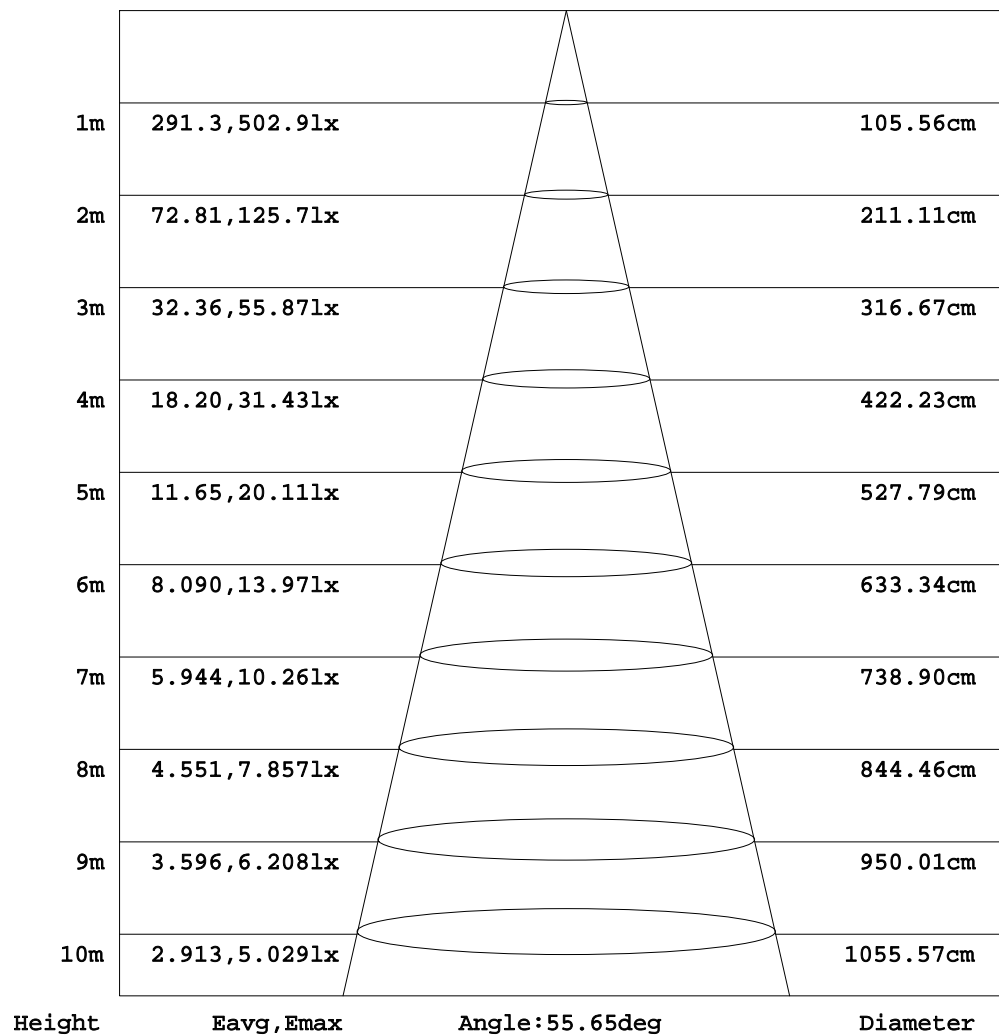 1m 291.3,502.9lx 105.56cm
2m 72.81,125.7lx 211.11cm
3m 32.36,55.87lx 316.67cm
4m 18.20,31.43lx 422.23cm
5m 11.65,20.11lx 527.79cm
6m 8.090,13.97lx 633.34cm
7m 5.944,10.26lx 738.90cm
8m 4.551,7.857lx 844.46cm
9m 3.596,6.208lx 950.01cm
10m 2.913,5.029lx 1055.57cm
Height Eavg,Emax Angle:55.65deg Diameter